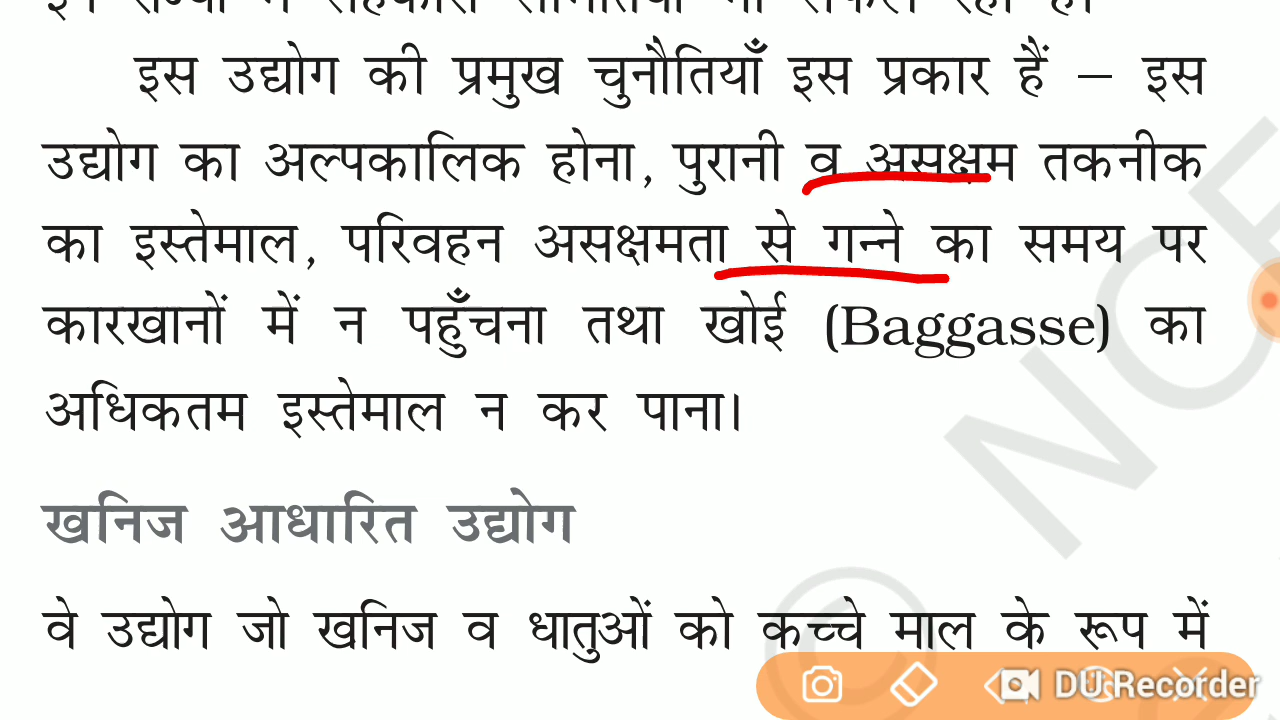 इस उद्योग की प्रमुख चुनौतियाँ इस प्रकार हैं – इस
उद्योग का अल्पकालिक होना, पुरानी व असक्षम तकनीक
का इस्तेमाल, परिवहन असक्षमता से गन्ने का समय पर
कारखानों में न पहुँचना तथा खोई (Baggasse) का
अधिकतम इस्तेमाल न कर पाना।
खनिज आधारित उद्योग
वे उद्योग जो खनिज व धातुओं को कच्चे माल के रूप में
DU Recorder